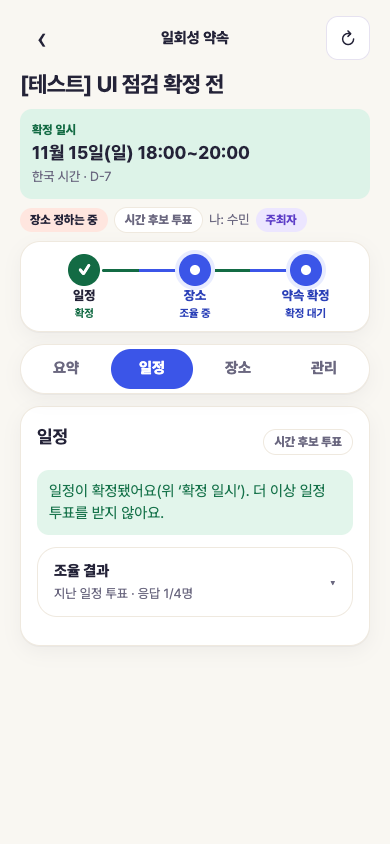 일회성 약속
[테스트] UI 점검 확정 전
확정 일시
11월 15일(일) 18:00~20:00
한국 시간 · D-7
장소 정하는 중
시간 후보 투표
나: 수민
주최자
일정
확정
장소
조율 중
약속 확정
확정 대기
요약
일정
장소
관리
일정
시간 후보 투표
일정이 확정됐어요(위 ‘확정 일시’). 더 이상 일정
투표를 받지 않아요.
조율 결과
지난 일정 투표 · 응답 1/4명